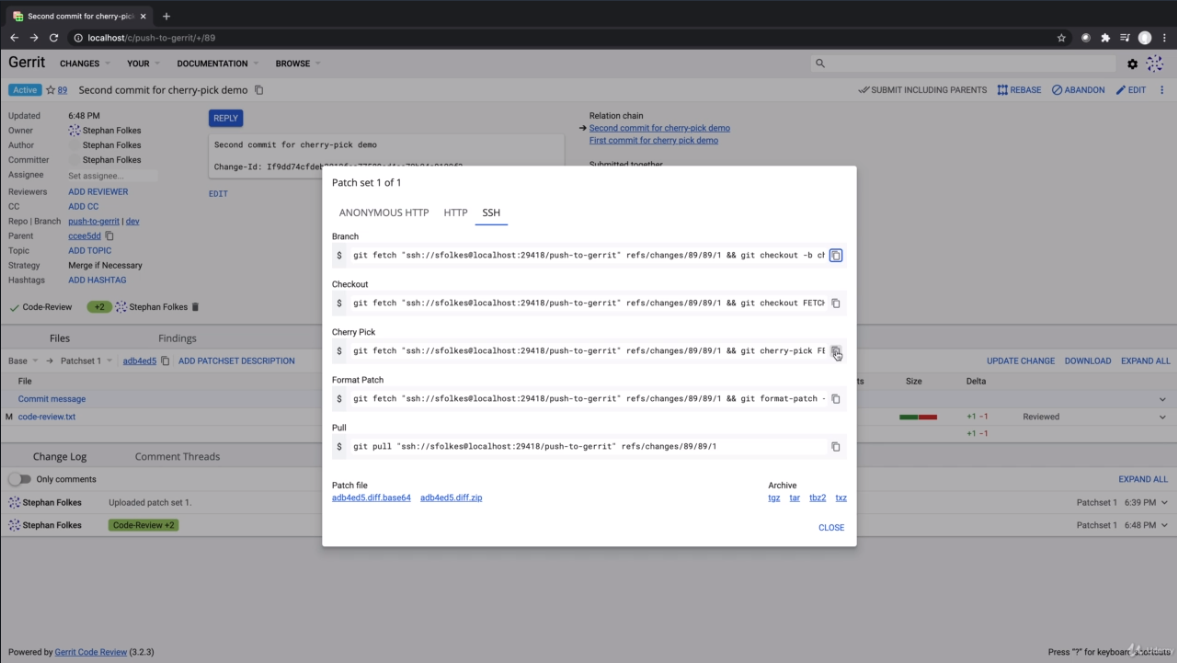 Second commit for cherry-pic
localhost/c/push-to-gerrit/+/89
Gerrit CHANGES YOUR DOCUMENTATION BROWSE
Active 89 Second commit for cherry-pick demo SUBMIT INCLUDING PARENTS REBASE ABANDON EDIT
Updated 6:48 PM
Owner Stephan Folkes
Author Stephan Folkes
Committer Stephan Folkes
Assignee Set assignee...
Reviewers ADD REVIEWER
CC ADD CC
Repo | Branch push-to-gerrit | dev
Parent ccee5dd
Topic ADD TOPIC
Strategy Merge if Necessary
Hashtags ADD HASHTAG
Code-Review +2 Stephan Folkes
REPLY
Second commit for cherry-pick demo
Change-Id:
EDIT
Relation chain
→ Second commit for cherry-pick demo
First commit for cherry pick demo
Submitted together
Patch set 1 of 1
ANONYMOUS HTTP HTTP SSH
Branch
$ git fetch "ssh://sfolkes@localhost:29418/push-to-gerrit" refs/changes/89/89/1 && git checkout -b ch
Checkout
$ git fetch "ssh://sfolkes@localhost:29418/push-to-gerrit" refs/changes/89/89/1 && git checkout FETCH
Cherry Pick
$ git fetch "ssh://sfolkes@localhost:29418/push-to-gerrit" refs/changes/89/89/1 && git cherry-pick FE
Format Patch
$ git fetch "ssh://sfolkes@localhost:29418/push-to-gerrit" refs/changes/89/89/1 && git format-patch -
Pull
$ git pull "ssh://sfolkes@localhost:29418/push-to-gerrit" refs/changes/89/89/1
Patch file Archive
adb4ed5.diff.base64 adb4ed5.diff.zip tgz tar tbz2 txz
CLOSE
Files Findings
Base → Patchset 1 adb4ed5 ADD PATCHSET DESCRIPTION UPDATE CHANGE DOWNLOAD EXPAND ALL
File Size Delta
Commit message
M code-review.txt +1 -1 Reviewed
+1 -1
Change Log Comment Threads
Only comments EXPAND ALL
Stephan Folkes Uploaded patch set 1. Patchset 1 6:39 PM
Stephan Folkes Code-Review +2 Patchset 1 6:48 PM
Powered by Gerrit Code Review (3.2.3) Press "?" for keyboard shortcuts